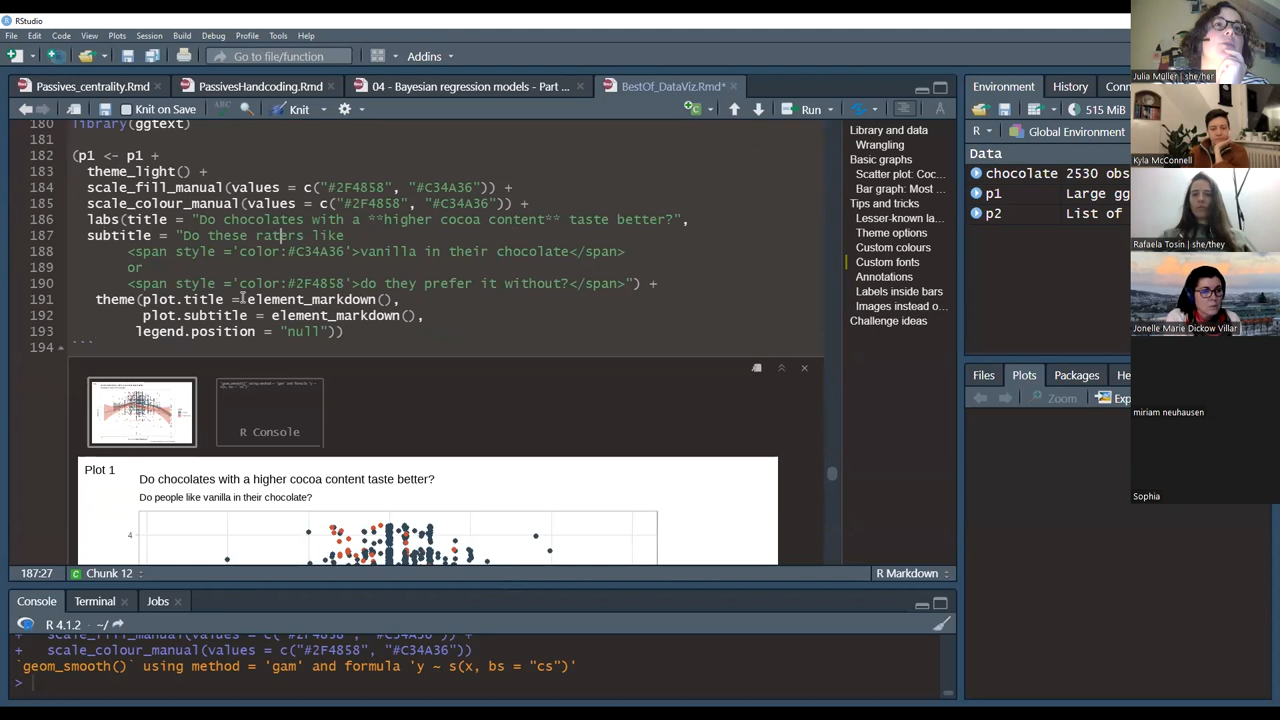 RStudio
File Edit Code View Plots Session Build Debug Profile Tools Help
Go to file/function
Addins
Passives_centrality.Rmd
PassivesHandcoding.Rmd
04 - Bayesian regression models - Part ...
BestOf_DataViz.Rmd*
Knit on Save
Knit
Run
180 library(ggtext)
181
182 (p1 <- p1 +
183 theme_light() +
184 scale_fill_manual(values = c("#2F4858", "#C34A36")) +
185 scale_colour_manual(values = c("#2F4858", "#C34A36")) +
186 labs(title = "Do chocolates with a **higher cocoa content** taste better?",
187 subtitle = "Do these raters like
188 <span style ='color:#C34A36'>vanilla in their chocolate</span>
189 or
190 <span style ='color:#2F4858'>do they prefer it without?</span>") +
191 theme(plot.title = element_markdown(),
192 plot.subtitle = element_markdown(),
193 legend.position = "null"))
194 ```
R Console
Plot 1
Do chocolates with a higher cocoa content taste better?
Do people like vanilla in their chocolate?
4
187:27
Chunk 12
R Markdown
Library and data
Wrangling
Basic graphs
Scatter plot: Coc...
Bar graph: Most ...
Tips and tricks
Lesser-known la...
Theme options
Custom colours
Custom fonts
Annotations
Labels inside bars
Images instead o...
Challenge ideas
Console
Terminal
Jobs
R 4.1.2 · ~/
+ scale_fill_manual(values = c("#2F4858", "#C34A36")) +
+ scale_colour_manual(values = c("#2F4858", "#C34A36"))
`geom_smooth()` using method = 'gam' and formula 'y ~ s(x, bs = "cs")'
>
Environment
History
515 MiB
R
Global Environment
Data
chocolate 2530 obs
p1 Large gg
p2 List of
Files
Plots
Packages
Zoom
Julia Müller | she/her
Kyla McConnell
Rafaela Tosin | she/they
Jonelle Marie Dickow Villar
miriam neuhausen
Sophia